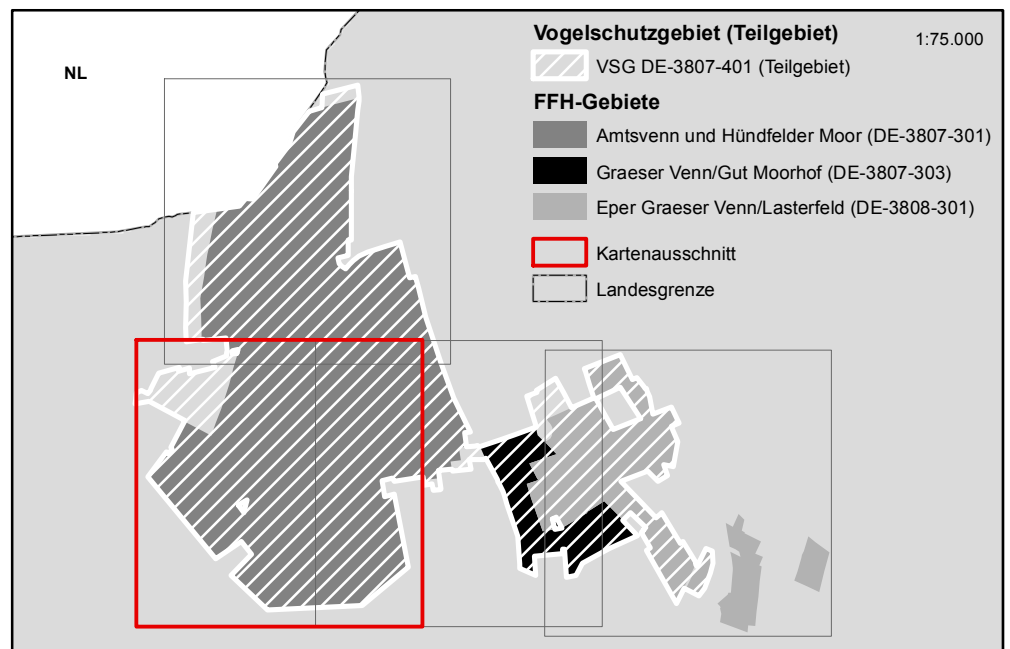 NL
Vogelschutzgebiet (Teilgebiet)
1:75.000
VSG DE-3807-401 (Teilgebiet)
FFH-Gebiete
Amtsvenn und Hündfelder Moor (DE-3807-301)
Graeser Venn/Gut Moorhof (DE-3807-303)
Eper Graeser Venn/Lasterfeld (DE-3808-301)
Kartenausschnitt
Landesgrenze